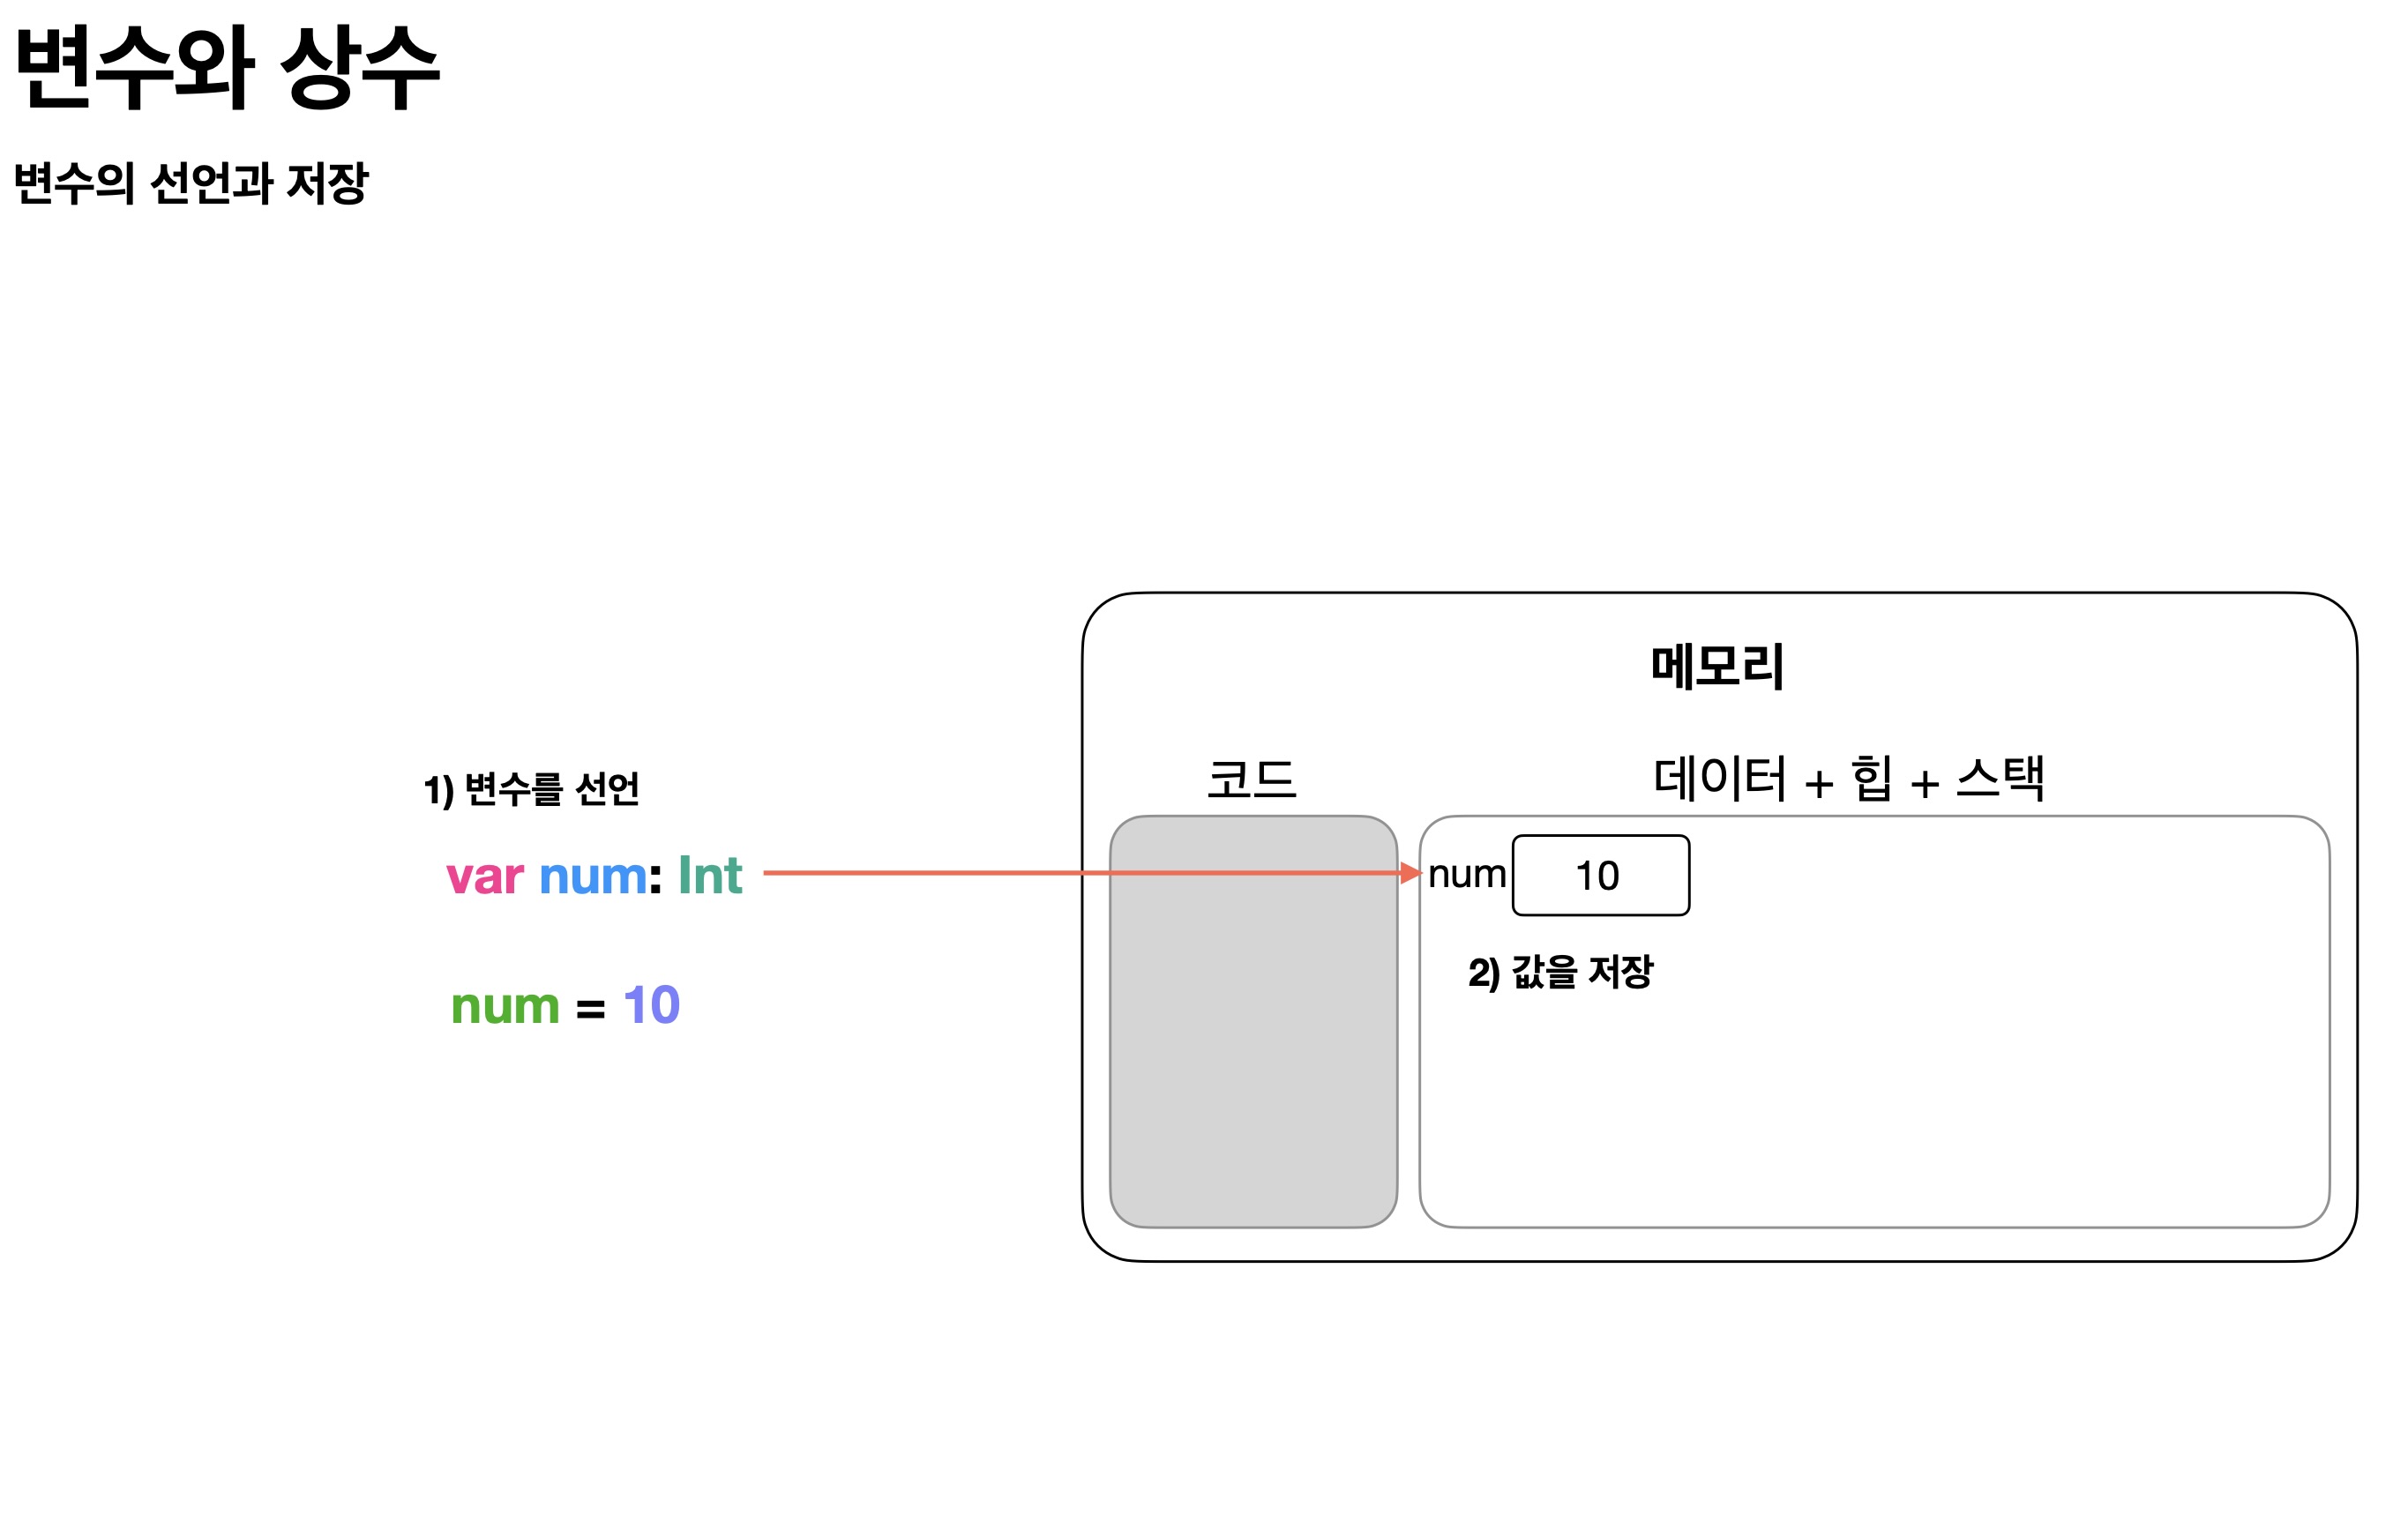 변수와 상수
변수의 선언과 저장
메모리
코드
데이터 + 힙 + 스택
1) 변수를 선언
var num: Int
num
10
2) 값을 저장
num = 10